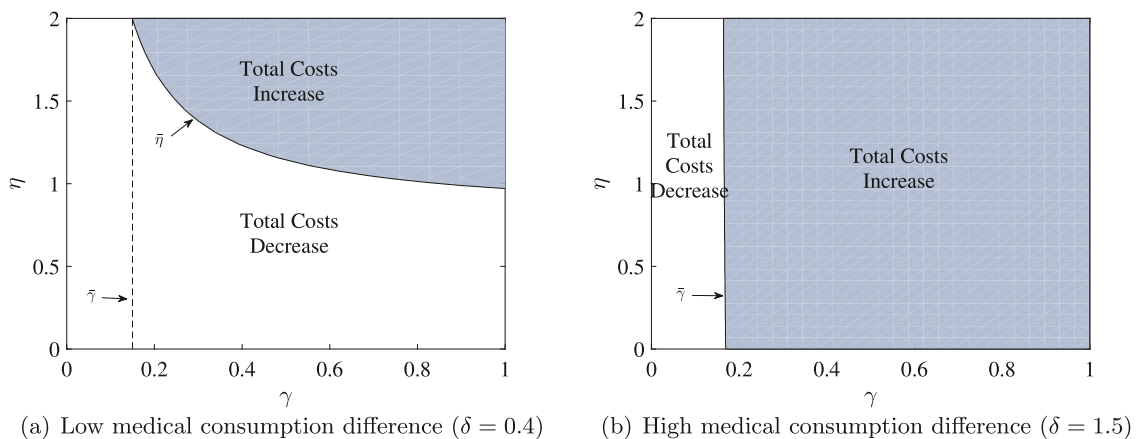 2
1.5
1
0.5
0
η
Total Costs
Increase
η̄
Total Costs
Decrease
γ̄
0
0.2
0.4
0.6
0.8
1
γ
(a) Low medical consumption difference (δ = 0.4)
2
1.5
1
0.5
0
η
Total
Costs
Decrease
Total Costs
Increase
γ̄
0
0.2
0.4
0.6
0.8
1
γ
(b) High medical consumption difference (δ = 1.5)